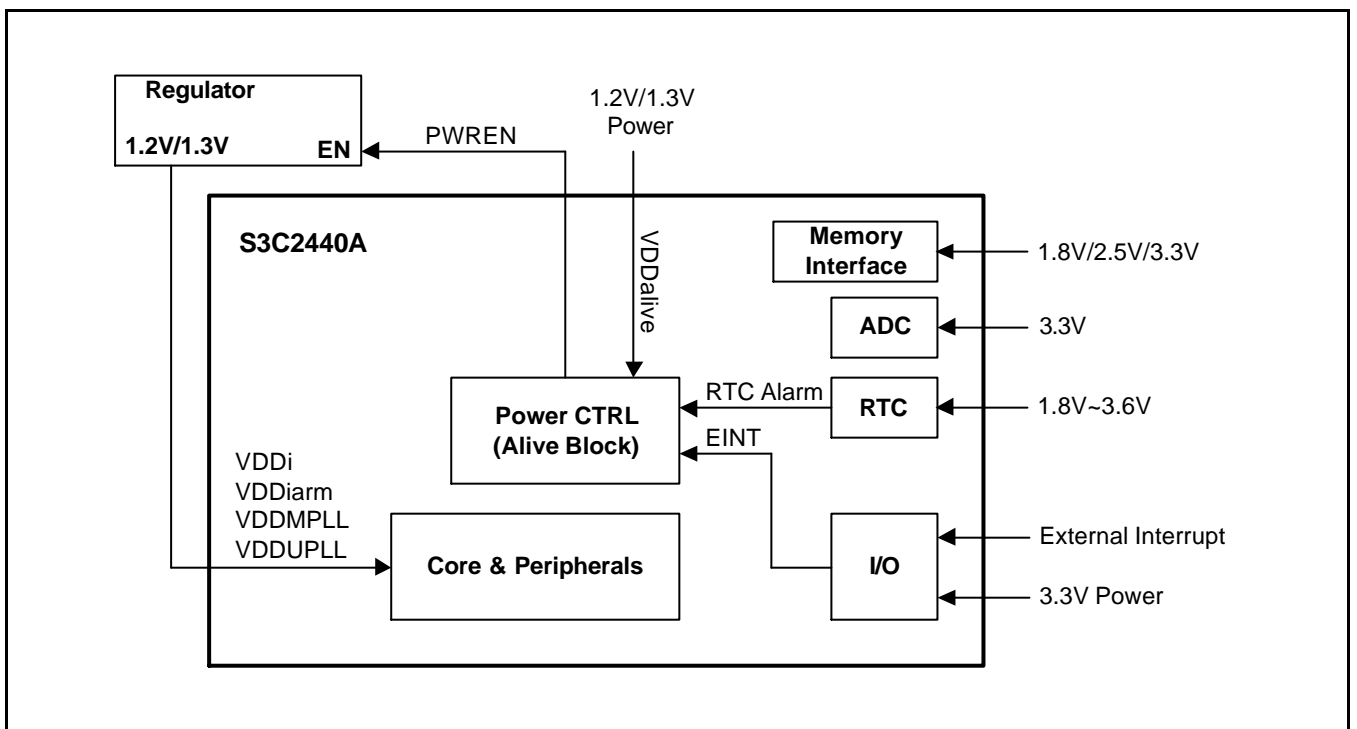 Regulator
1.2V/1.3V
EN
PWREN
1.2V/1.3V
Power
S3C2440A
VDDalive
Memory
Interface
1.8V/2.5V/3.3V
ADC
3.3V
Power CTRL
(Alive Block)
RTC Alarm
RTC
1.8V~3.6V
EINT
VDDi
VDDiarm
VDDMPLL
VDDUPLL
Core & Peripherals
I/O
External Interrupt
3.3V Power